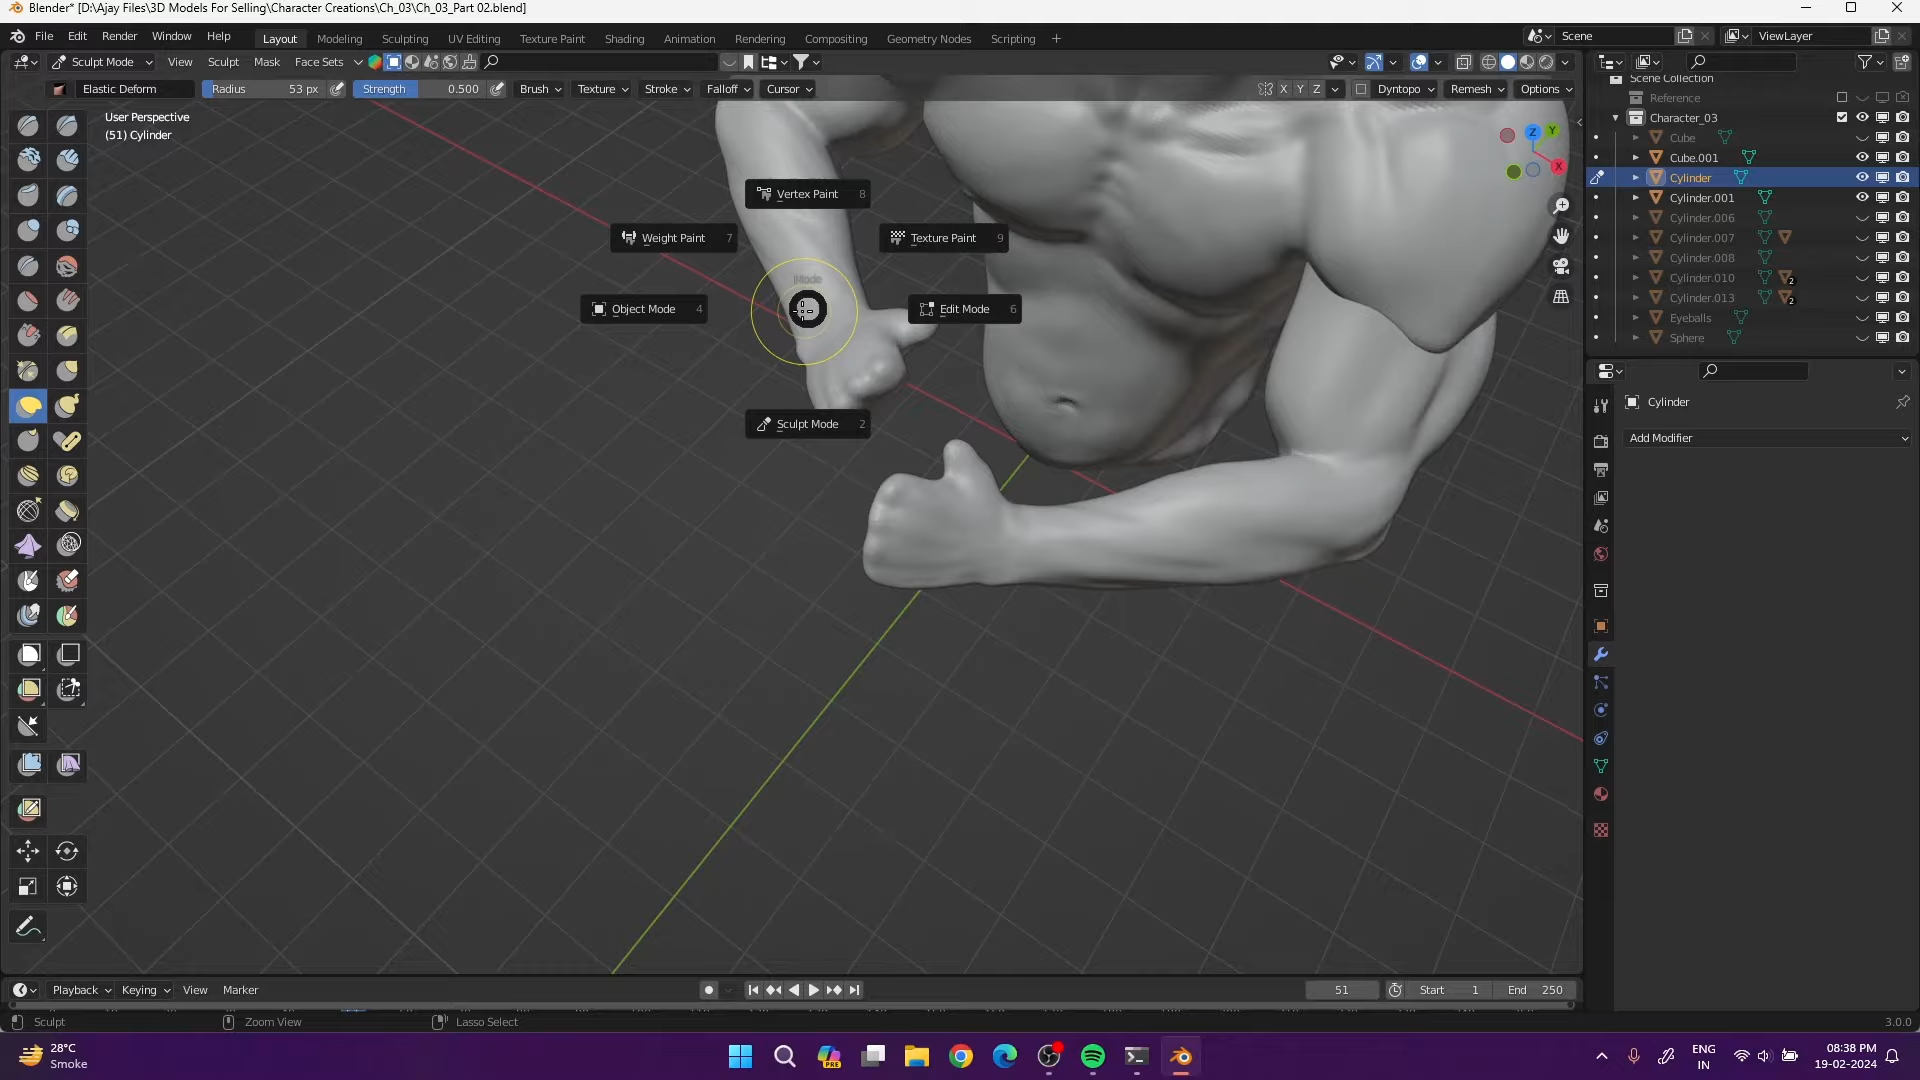 Blender* [D:\Ajay Files\3D Models For Selling\Character Creations\Ch_03\Ch_03_Part 02.blend]
File Edit Render Window Help Layout Modeling Sculpting UV Editing Texture Paint Shading Animation Rendering Compositing Geometry Nodes Scripting + Scene ViewLayer
Sculpt Mode View Sculpt Mask Face Sets
Elastic Deform Radius 53 px Strength 0.500 Brush Texture Stroke Falloff Cursor X Y Z Dyntopo Remesh Options
User Perspective
(51) Cylinder
Z Y
X
Vertex Paint 8
Weight Paint 7
Texture Paint 9
Mode
Object Mode 4
Edit Mode 6
Sculpt Mode 2
Scene Collection
Reference
Character_03
Cube
Cube.001
Cylinder
Cylinder.001
Cylinder.006
Cylinder.007
Cylinder.008
Cylinder.010 2
Cylinder.013 2
Eyeballs
Sphere
Cylinder
Add Modifier
Playback Keying View Marker 51 Start 1 End 250
Sculpt Zoom View Lasso Select 3.0.0
28°C
Smoke
PRE
ENG
IN
08:38 PM
19-02-2024